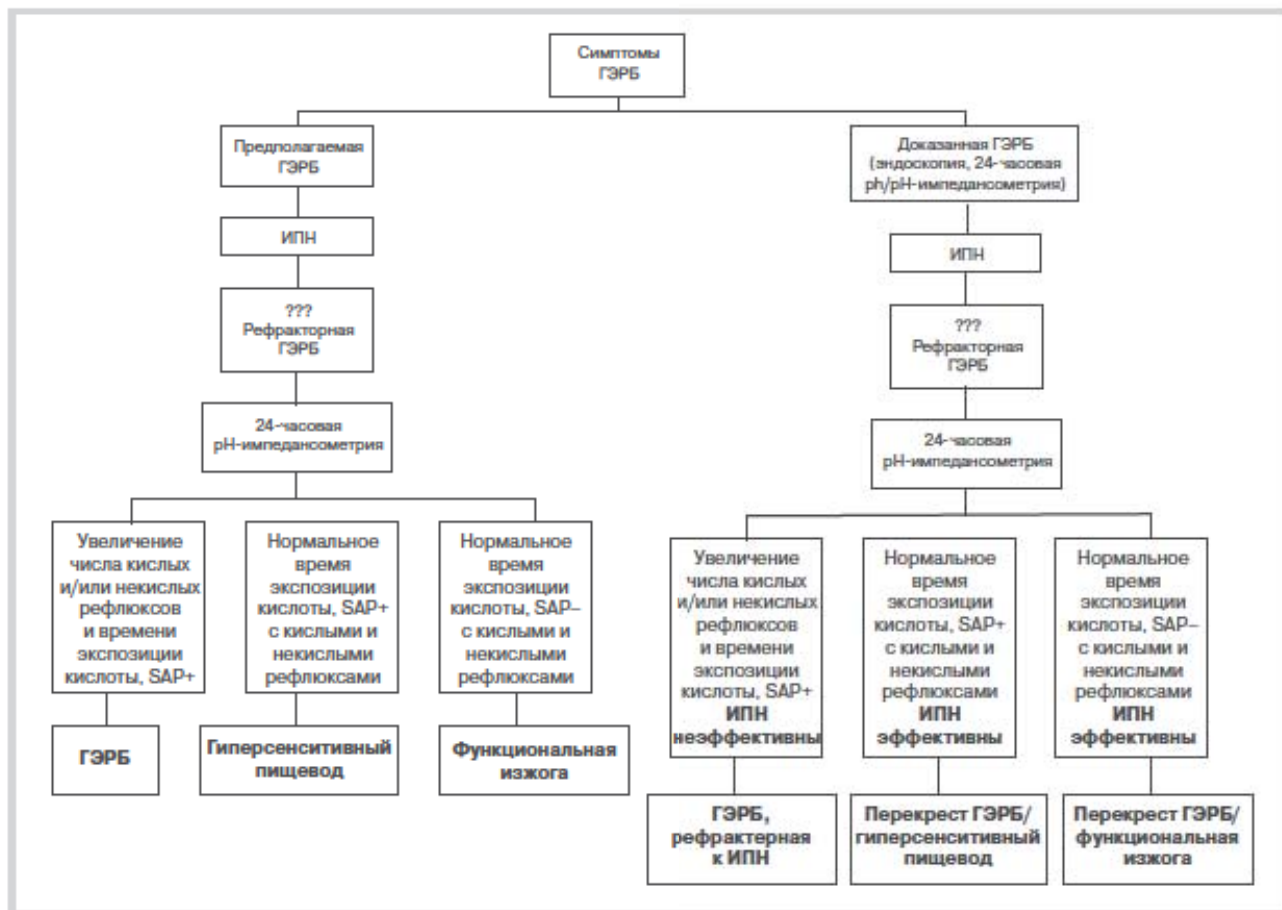 Симптомы
ГЭРБ
Предполагаемая
ГЭРБ
ИПН
???
Рефракторная
ГЭРБ
24-часовая
pH-импедансометрия
Увеличение
числа кислых
и/или некислых
рефлюксов
и времени
экспозиции
кислоты, SAP+
Нормальное
время
экспозиции
кислоты, SAP+
с кислыми и
некислыми
рефлюксами
Нормальное
время
экспозиции
кислоты, SAP–
с кислыми и
некислыми
рефлюксами
ГЭРБ
Гиперсенситивный
пищевод
Функциональная
изжога
Доказанная ГЭРБ
(эндоскопия, 24-часовая
ph/pH-импедансометрия)
ИПН
???
Рефракторная
ГЭРБ
24-часовая
pH-импедансометрия
Увеличение
числа кислых
и/или некислых
рефлюксов
и времени
экспозиции
кислоты, SAP+
ИПН
неэффективны
Нормальное
время
экспозиции
кислоты, SAP+
с кислыми и
некислыми
рефлюксами
ИПН
эффективны
Нормальное
время
экспозиции
кислоты, SAP–
с кислыми и
некислыми
рефлюксами
ИПН
эффективны
ГЭРБ,
рефрактерная
к ИПН
Перекрест ГЭРБ/
гиперсенситивный
пищевод
Перекрест ГЭРБ/
функциональная
изжога